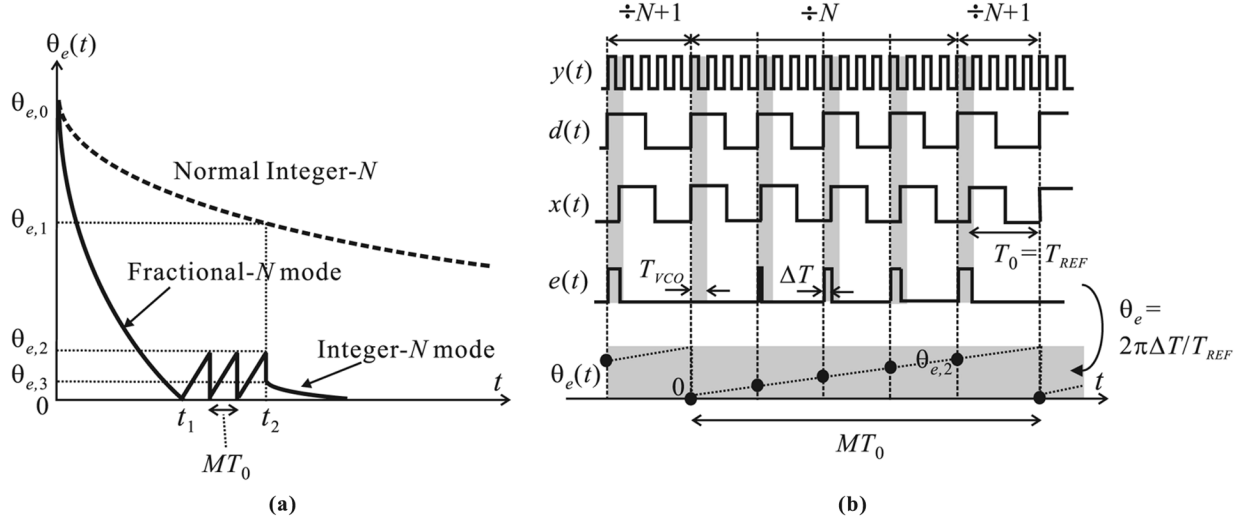 θe(t)
θe,0
Normal Integer-N
θe,1
Fractional-N mode
θe,2
Integer-N mode
θe,3
0
t1
t2
t
MT0
(a)
÷N+1
÷N
÷N+1
y(t)
d(t)
x(t)
T0 = TREF
TVCO
ΔT
e(t)
θe =
2πΔT/TREF
θe(t)
0
θe,2
t
MT0
(b)